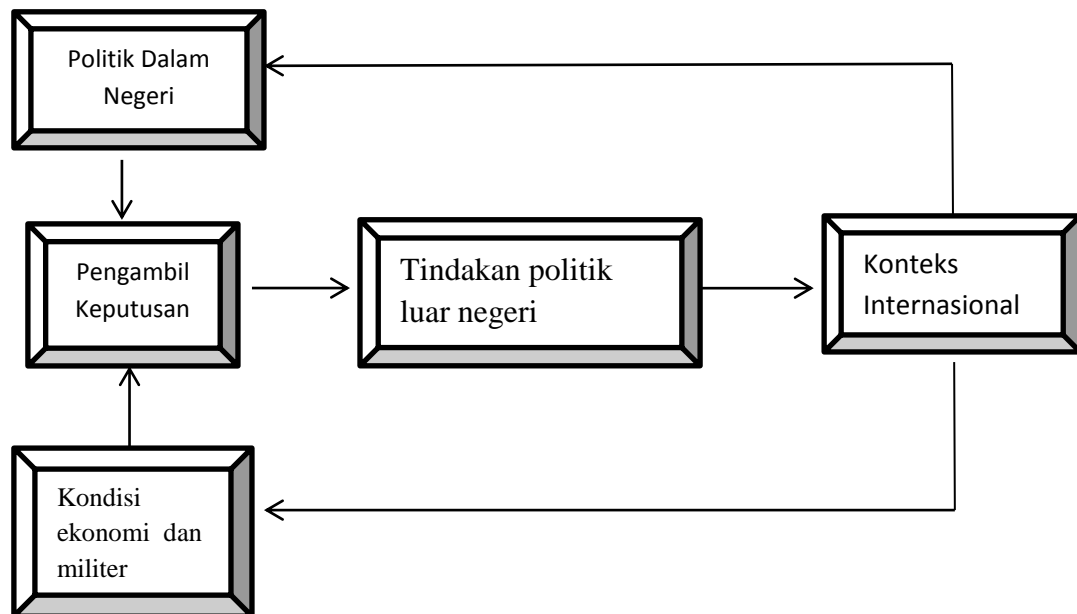 Politik Dalam
Negeri
Pengambil
Keputusan
Tindakan politik
luar negeri
Konteks
Internasional
Kondisi
ekonomi dan
militer